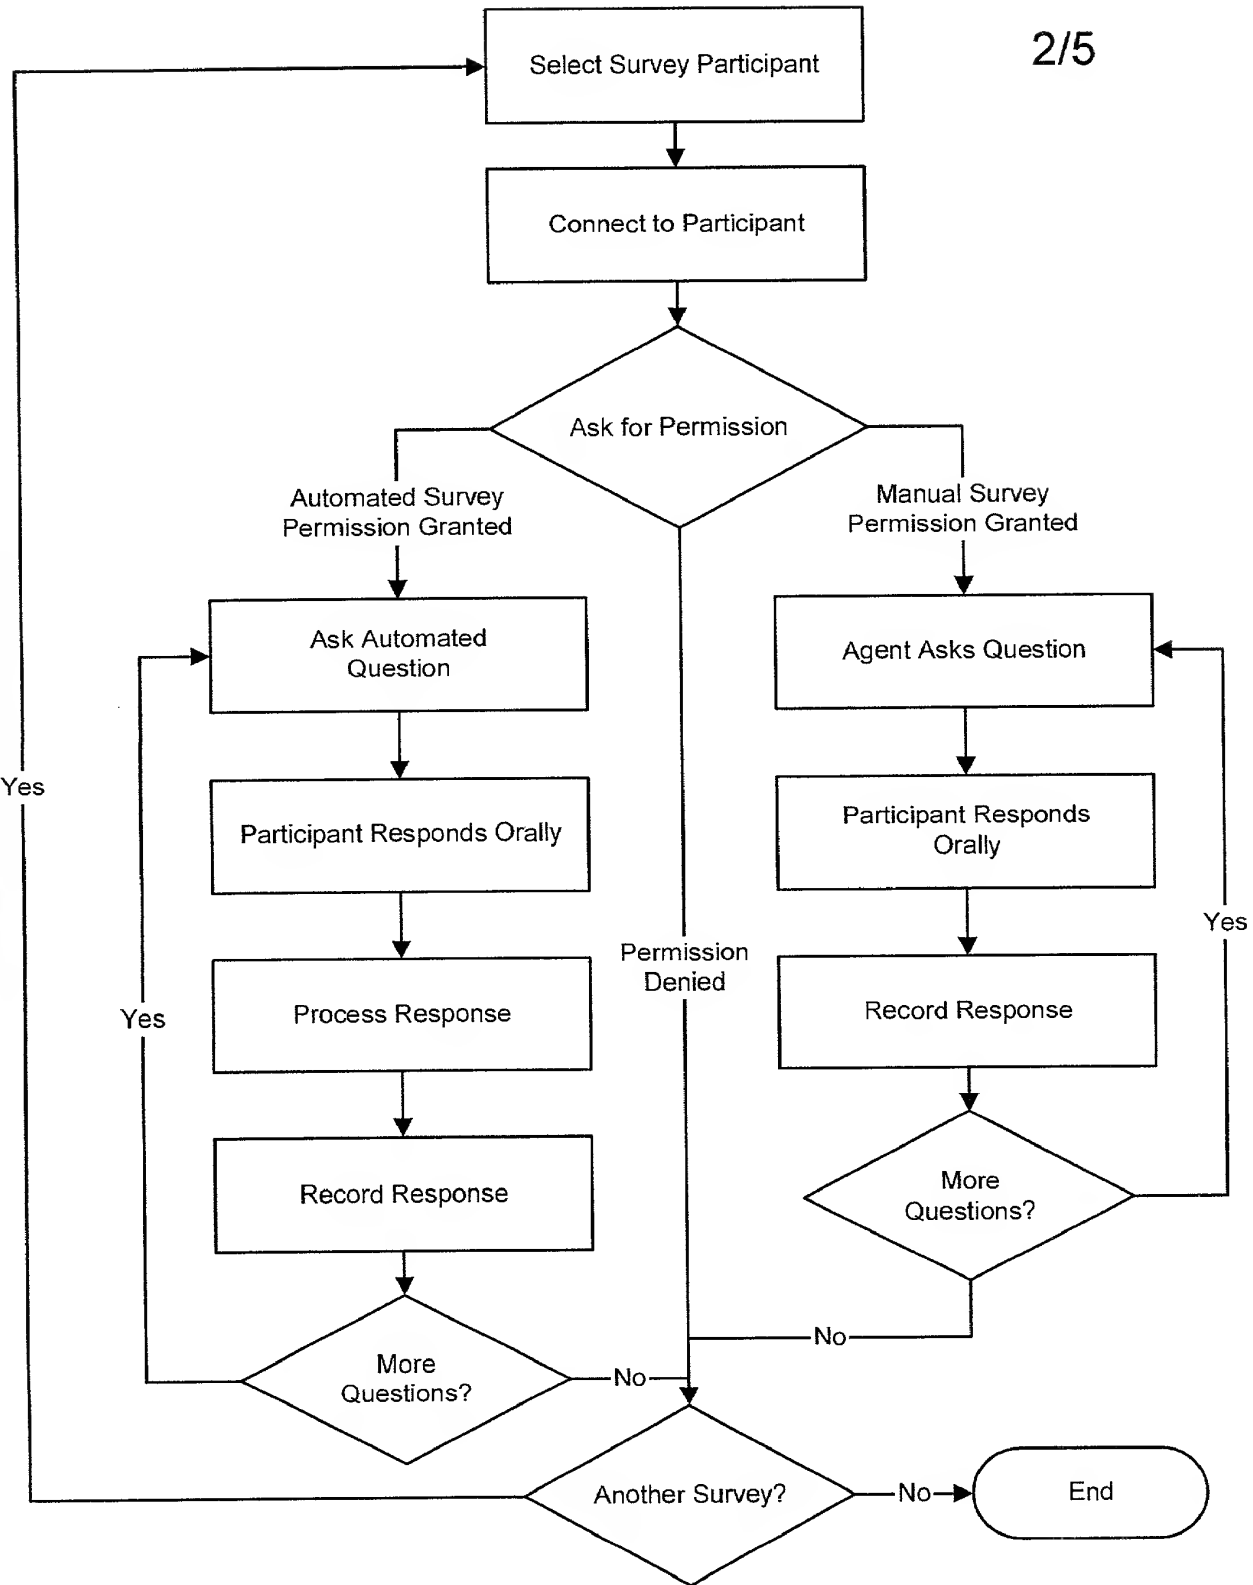 2/5
Select Survey Participant
Connect to Participant
Ask for Permission
Automated Survey
Permission Granted
Manual Survey
Permission Granted
Ask Automated
Question
Agent Asks Question
Yes
Participant Responds Orally
Participant Responds
Orally
Yes
Permission
Denied
Process Response
Record Response
Yes
Record Response
More
Questions?
No
More
Questions?
No
Another Survey?
No
End